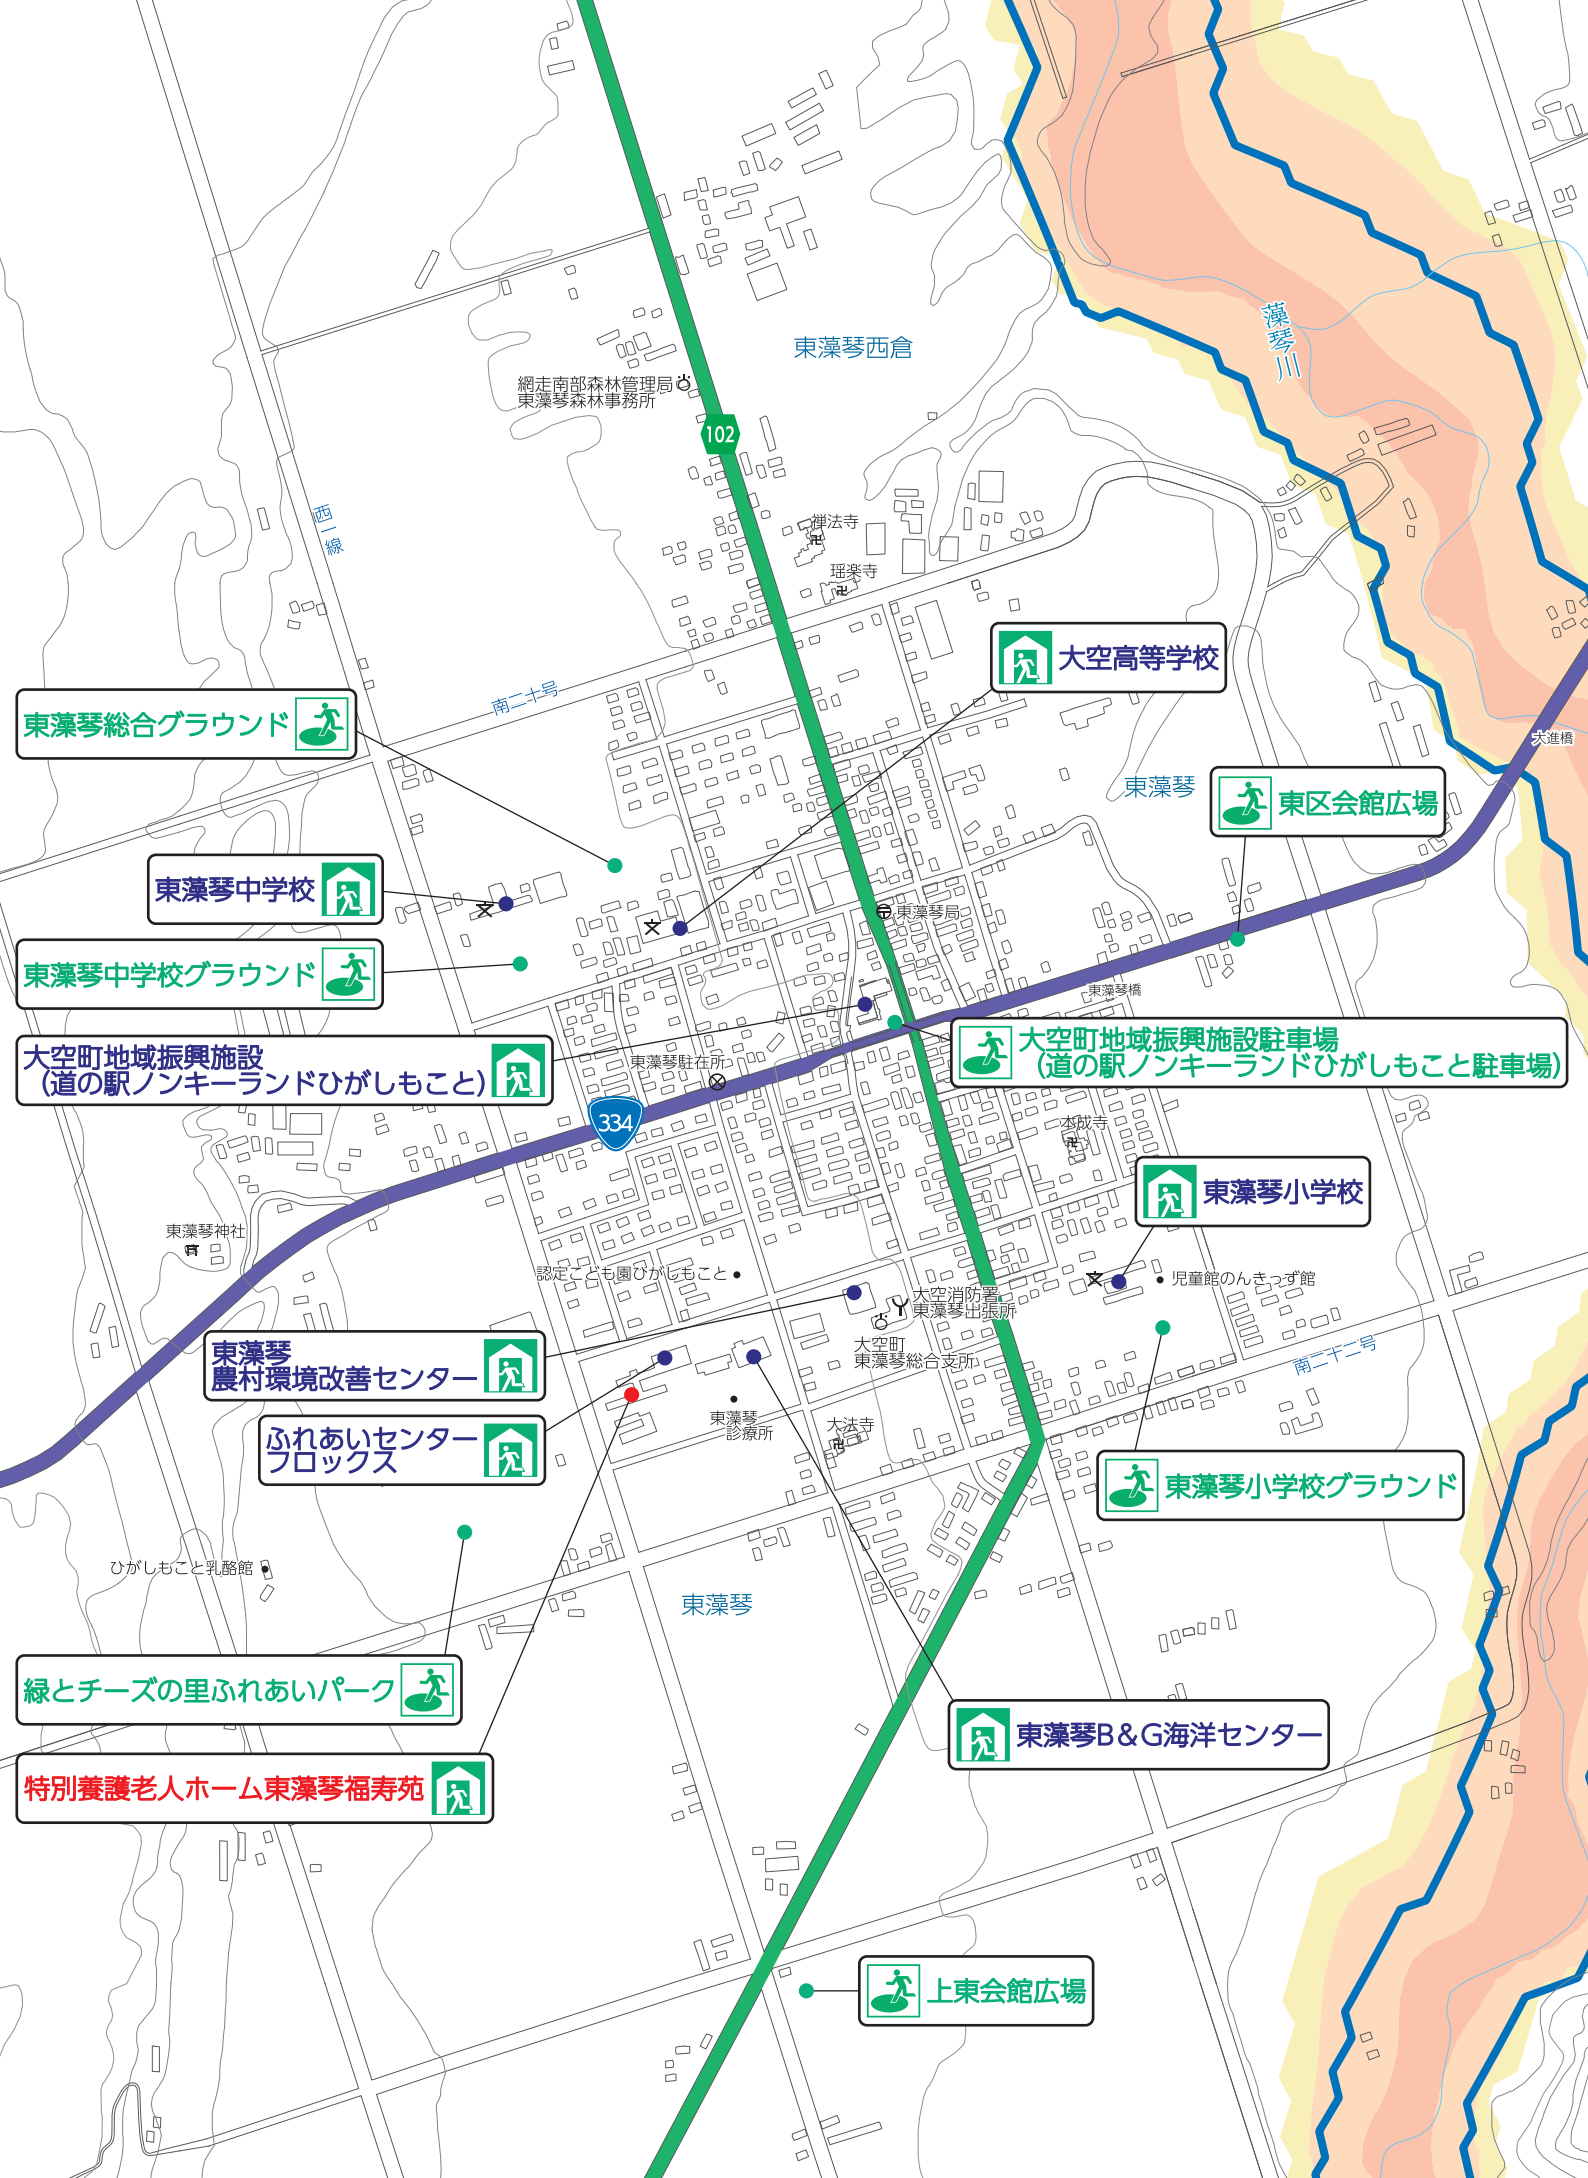 藻琴川
東藻琴西倉
網走南部森林管理局
東藻琴森林事務所
102
西一線
禅法寺
瑶楽寺
大空高等学校
南二十号
東藻琴総合グラウンド
大進橋
東藻琴
東区会館広場
東藻琴中学校
東藻琴局
東藻琴中学校グラウンド
東藻琴橋
大空町地域振興施設
(道の駅ノンキーランドひがしもこと)
東藻琴駐在所
大空町地域振興施設駐車場
(道の駅ノンキーランドひがしもこと駐車場)
334
本成寺
東藻琴小学校
東藻琴神社
認定こども園ひがしもこと
児童館のんきっず館
大空消防署
東藻琴出張所
大空町
東藻琴総合支所
南二十二号
東藻琴
農村環境改善センター
東藻琴
診療所
大法寺
ふれあいセンター
フロックス
東藻琴小学校グラウンド
ひがしもこと乳酪館
東藻琴
緑とチーズの里ふれあいパーク
東藻琴B&G海洋センター
特別養護老人ホーム東藻琴福寿苑
上東会館広場